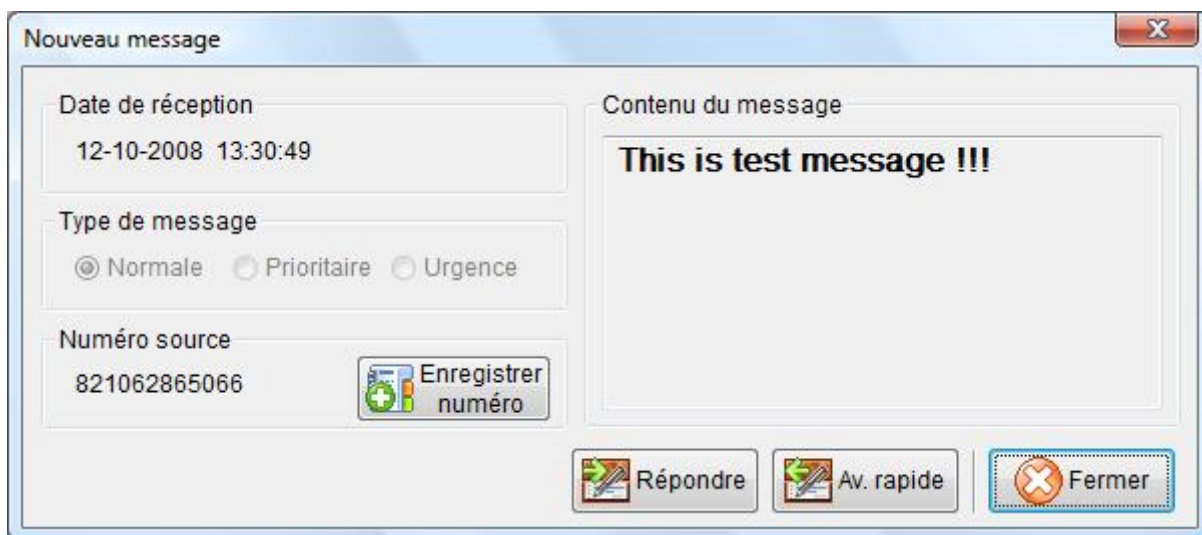 Nouveau message
Date de réception
12-10-2008 13:30:49
Type de message
Normale Prioritaire Urgence
Numéro source
821062865066
Enregistrer
numéro
Contenu du message
This is test message !!!
Répondre
Av. rapide
Fermer